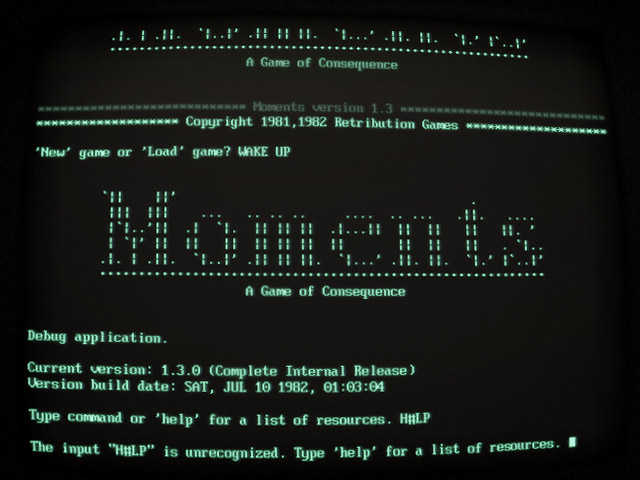 A Game of Consequence
*************************** Moments version 1.3 ***************************
****************** Copyright 1981,1982 Retribution Games ******************
'New' game or 'Load' game? WAKE UP
Moments
A Game of Consequence
Debug application.
Current version: 1.3.0 (Complete Internal Release)
Version build date: SAT, JUL 10 1982, 01:03:04
Type command or 'help' for a list of resources. H#LP
The input "H#LP" is unrecognized. Type 'help' for a list of resources.